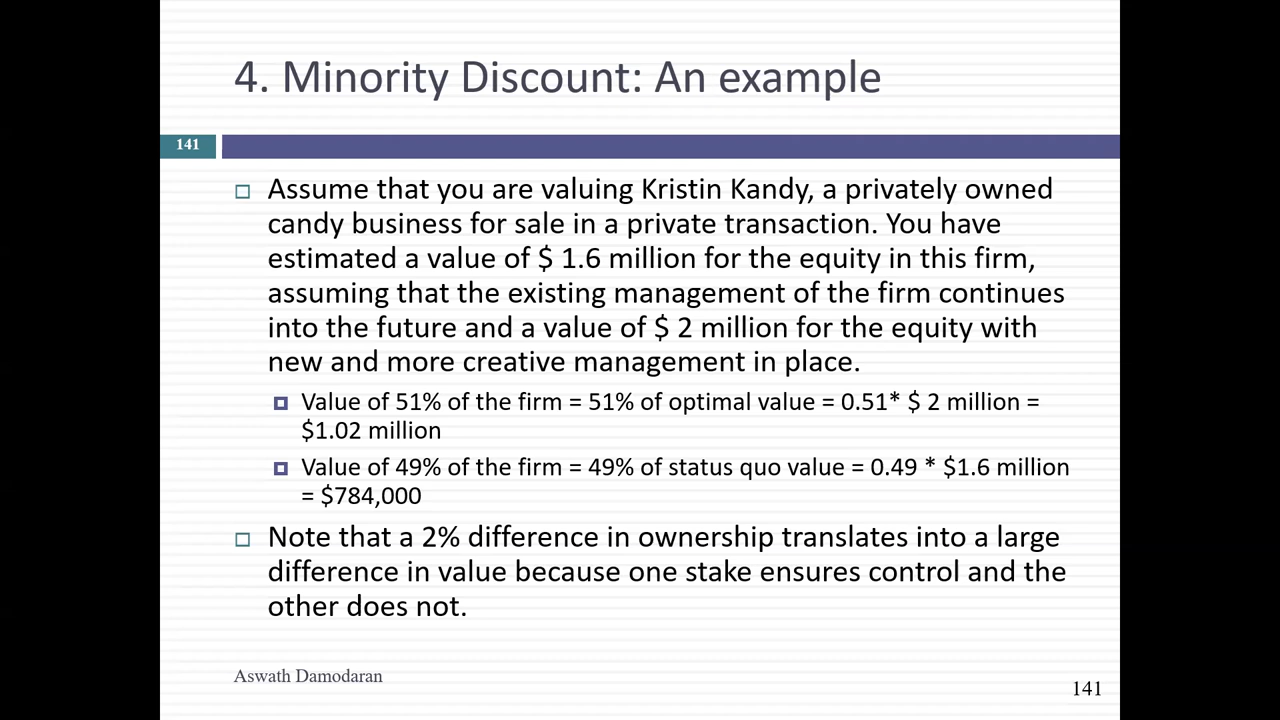 4. Minority Discount: An example
141
Assume that you are valuing Kristin Kandy, a privately owned
candy business for sale in a private transaction. You have
estimated a value of $ 1.6 million for the equity in this firm,
assuming that the existing management of the firm continues
into the future and a value of $ 2 million for the equity with
new and more creative management in place.
Value of 51% of the firm = 51% of optimal value = 0.51* $ 2 million =
$1.02 million
Value of 49% of the firm = 49% of status quo value = 0.49 * $1.6 million
= $784,000
Note that a 2% difference in ownership translates into a large
difference in value because one stake ensures control and the
other does not.
Aswath Damodaran
141